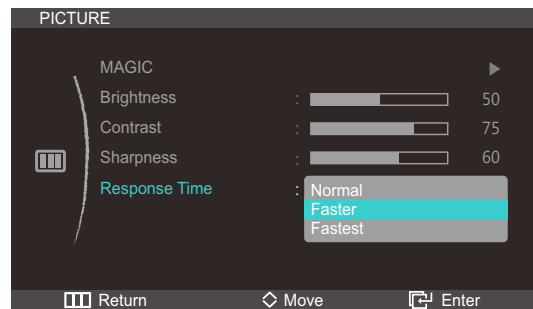 PICTURE
MAGIC
Brightness : 50
Contrast : 75
Sharpness : 60
Response Time : Normal
Faster
Fastest
Return Move Enter